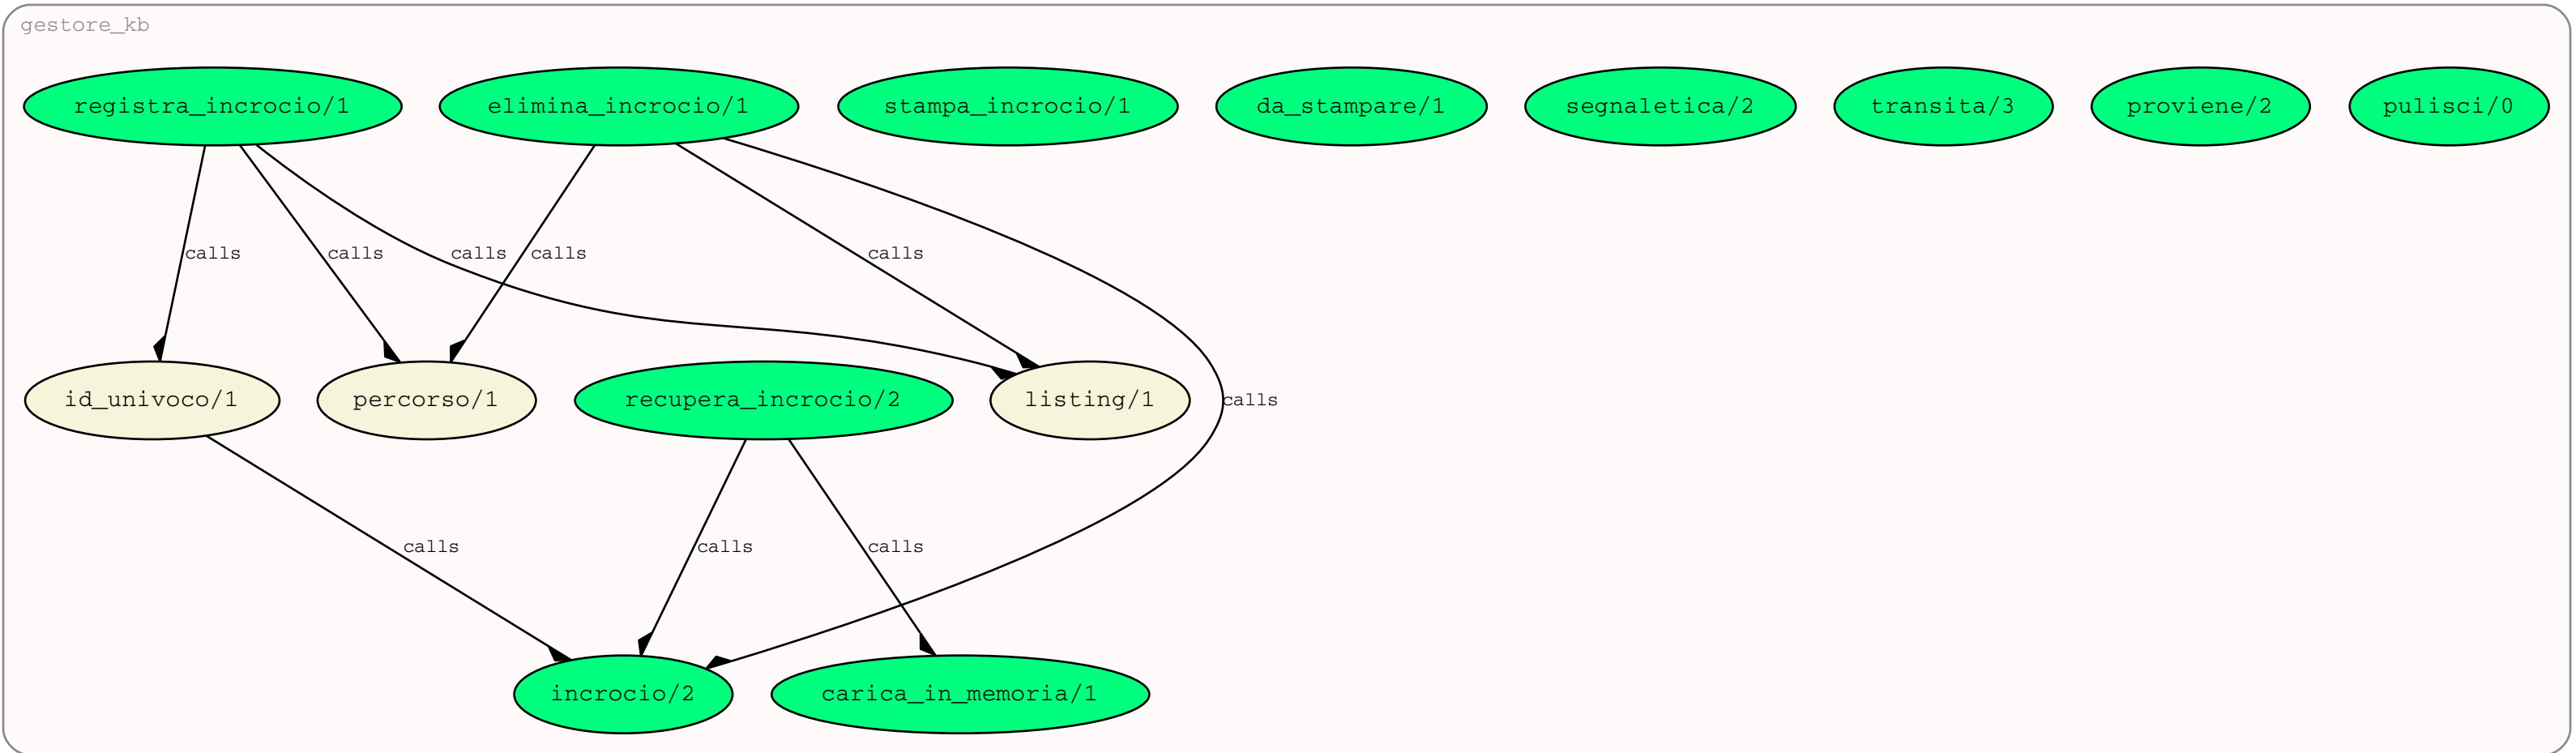 gestore_kb
registra_incrocio/1
elimina_incrocio/1
stampa_incrocio/1
da_stampare/1
segnaletica/2
transita/3
proviene/2
pulisci/0
calls
calls
calls
calls
calls
id_univoco/1
percorso/1
recupera_incrocio/2
listing/1
calls
calls
calls
calls
incrocio/2
carica_in_memoria/1